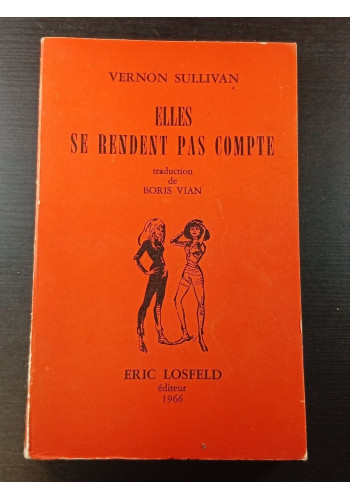 VERNON SULLIVAN
ELLES
SE RENDENT PAS COMPTE
traduction
de
BORIS VIAN
ERIC LOSFELD
éditeur
1966